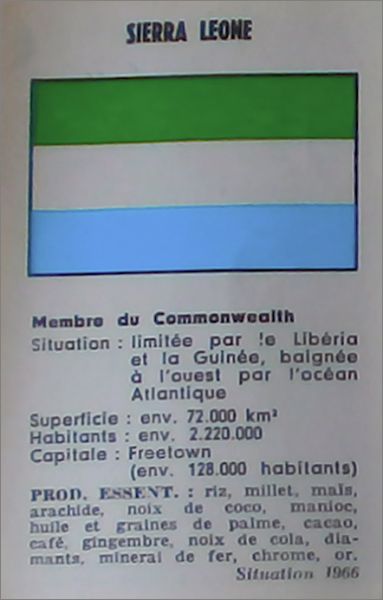 SIERRA LEONE
Membre du Commonwealth
Situation : limitée par le Libéria
et la Guinée, baignée
à l'ouest par l'océan
Atlantique
Superficie : env. 72.000 km²
Habitants : env. 2.220.000
Capitale : Freetown
(env. 128.000 habitants)
PROD. ESSENT. : riz, millet, maïs,
arachide, noix de coco, manioc,
huile et graines de palme, cacao,
café, gingembre, noix de cola, dia-
mants, minerai de fer, chrome, or.
Situation 1966